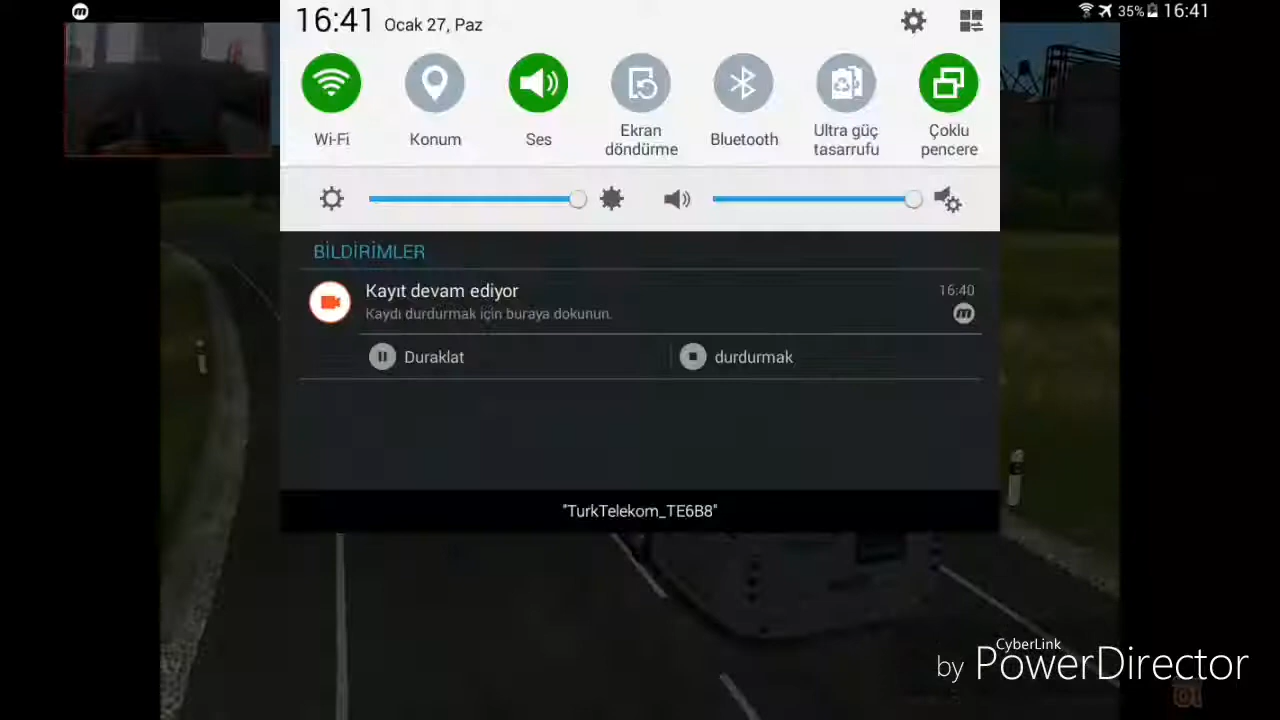 16:41 Ocak 27, Paz
35% 16:41
Wi-Fi
Konum
Ses
Ekran
döndürme
Bluetooth
Ultra güç
tasarrufu
Çoklu
pencere
BİLDİRİMLER
Kayıt devam ediyor
16:40
Kaydı durdurmak için buraya dokunun.
Duraklat
durdurmak
"TurkTelekom_TE6B8"
CyberLink
by PowerDirector